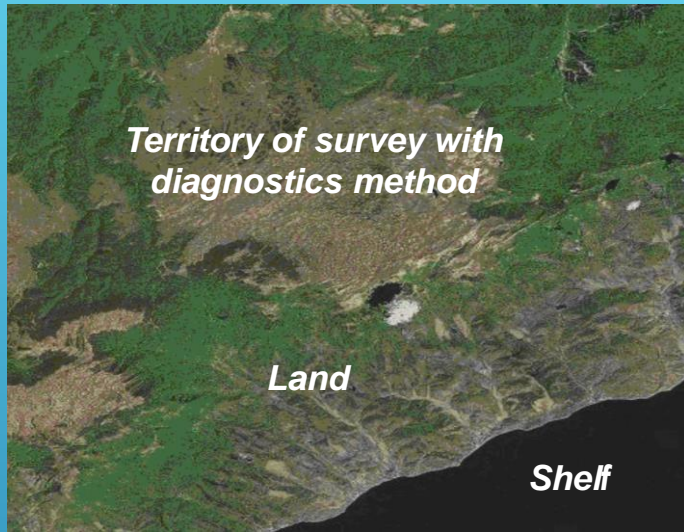 Territory of survey with
diagnostics method
Land
Shelf